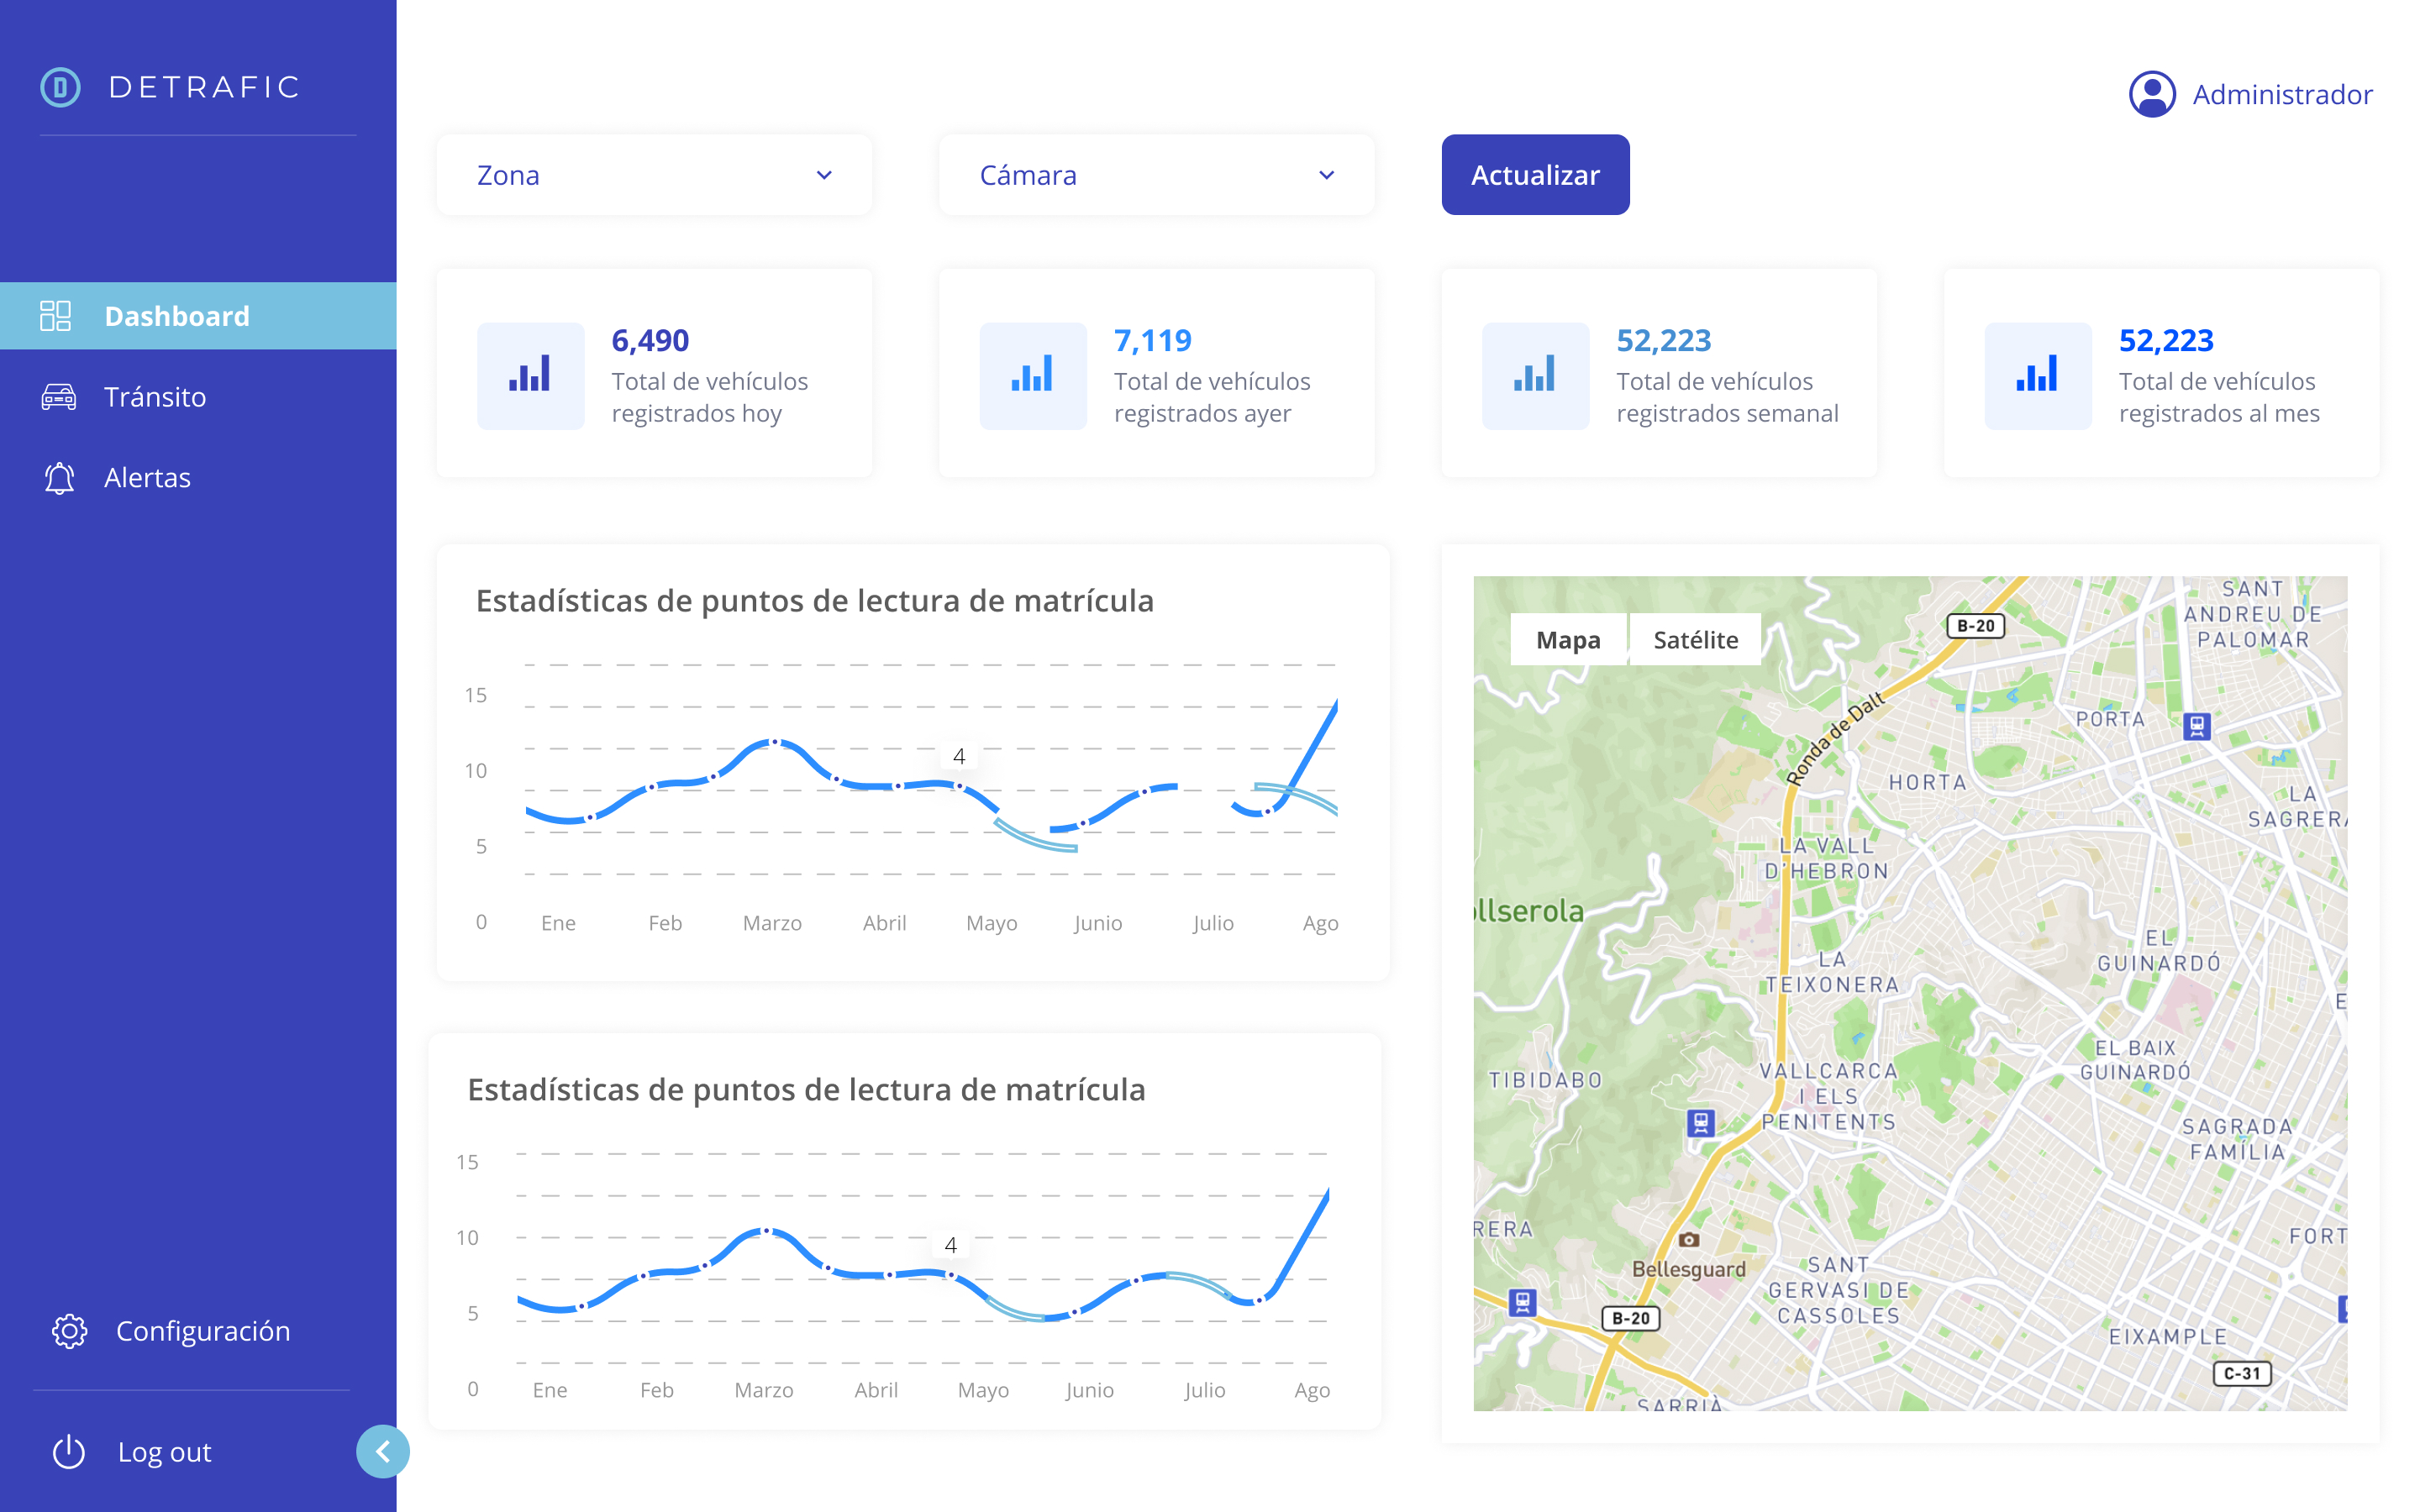 DETRAFIC
Administrador
Zona
Cámara
Actualizar
Dashboard
Tránsito
Alertas
6,490
Total de vehículos
registrados hoy
7,119
Total de vehículos
registrados ayer
52,223
Total de vehículos
registrados semanal
52,223
Total de vehículos
registrados al mes
Estadísticas de puntos de lectura de matrícula
15
10
5
0
4
Ene Feb Marzo Abril Mayo Junio Julio Ago
Estadísticas de puntos de lectura de matrícula
15
10
5
0
4
Ene Feb Marzo Abril Mayo Junio Julio Ago
Mapa Satélite
B-20
SANT
ANDREU DE
PALOMAR
Ronda de Dalt
PORTA
HORTA
LA
SAGRERA
LA VALL
D'HEBRON
ollserola
EL
GUINARDÓ
LA
TEIXONERA
E
EL BAIX
GUINARDÓ
TIBIDABO
VALLCARCA
I ELS
PENITENTS
SAGRADA
FAMÍLIA
RERA
FORT
Bellesguard
SANT
GERVASI DE
CASSOLES
B-20
EIXAMPLE
C-31
SARRIÀ
Configuración
Log out